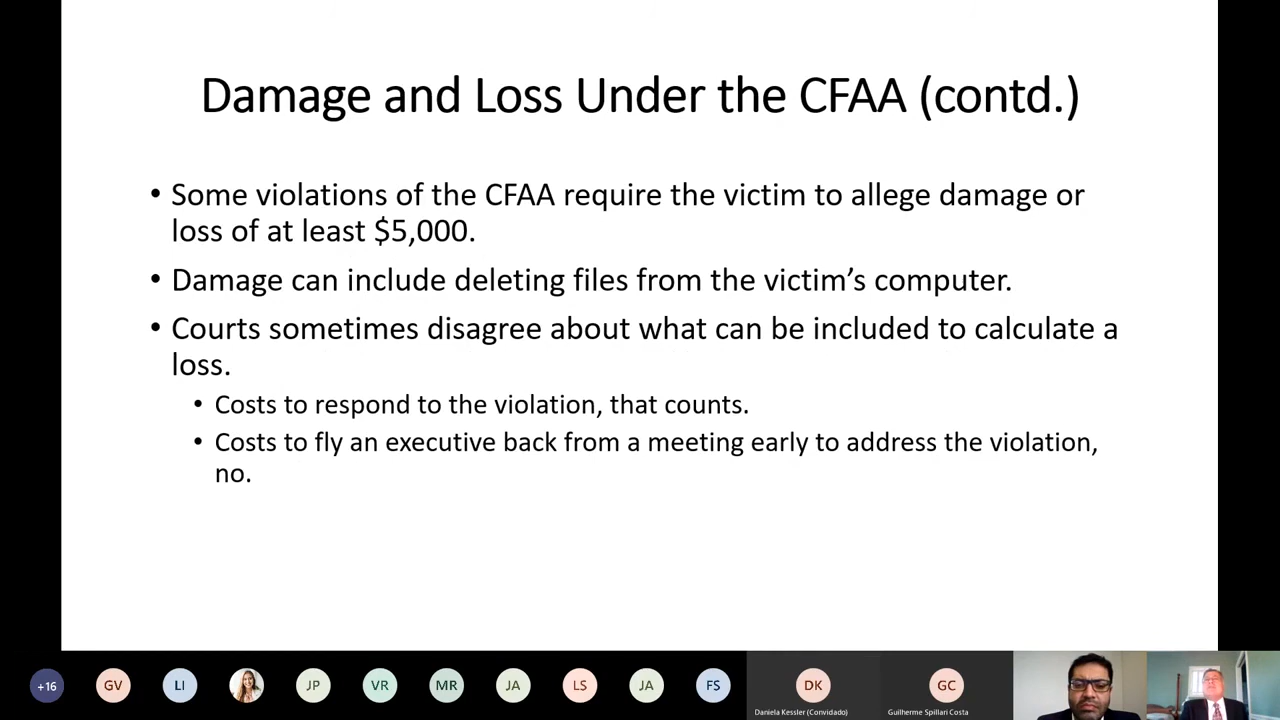 Damage and Loss Under the CFAA (contd.)
• Some violations of the CFAA require the victim to allege damage or
loss of at least $5,000.
• Damage can include deleting files from the victim’s computer.
• Courts sometimes disagree about what can be included to calculate a
loss.
• Costs to respond to the violation, that counts.
• Costs to fly an executive back from a meeting early to address the violation,
no.
+16 GV LI JP VR MR JA LS JA FS DK GC
Daniela Kessler (Convidado) Guilherme Spillari Costa